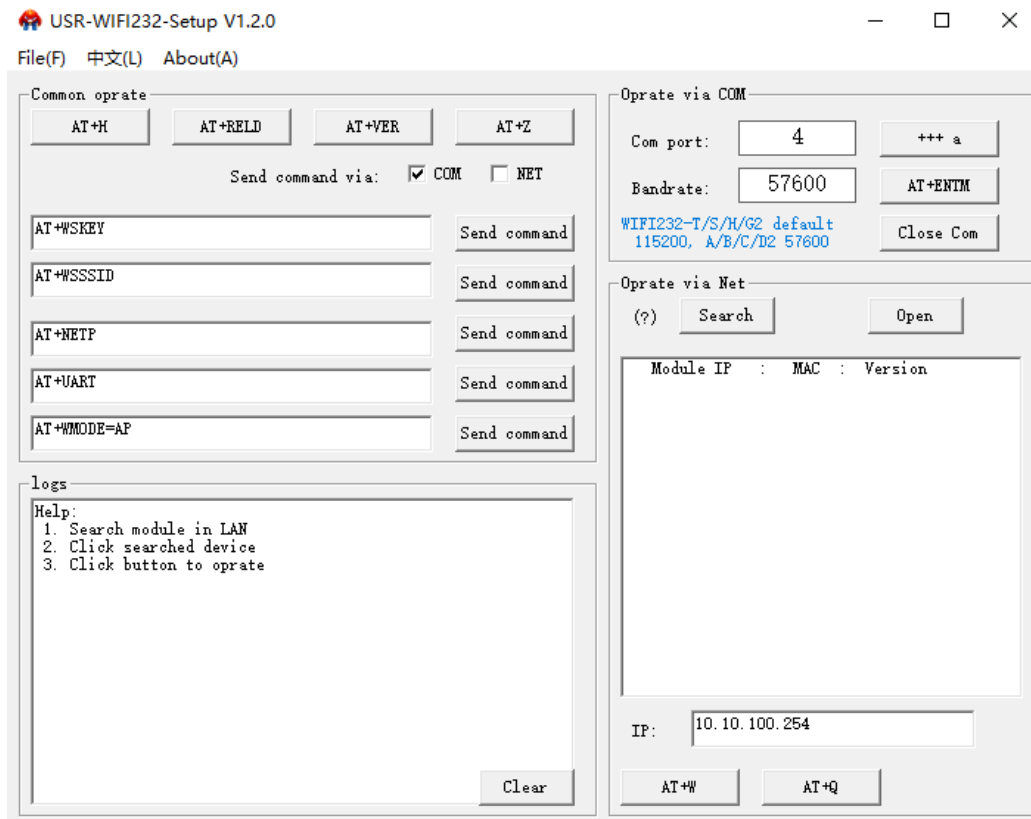 USR-WIFI232-Setup V1.2.0
File(F) 中文(L) About(A)
Common oprate
AT+H AT+RELD AT+VER AT+Z
Send command via: COM NET
AT+WSKEY Send command
AT+WSSSID Send command
AT+NETP Send command
AT+UART Send command
AT+WMODE=AP Send command
logs
Help:
1. Search module in LAN
2. Click searched device
3. Click button to oprate
Clear
Oprate via COM
Com port: 4 +++ a
Bandrate: 57600 AT+ENTM
WIFI232-T/S/H/G2 default
115200, A/B/C/D2 57600
Close Com
Oprate via Net
(?) Search Open
Module IP : MAC : Version
IP: 10.10.100.254
AT+W AT+Q